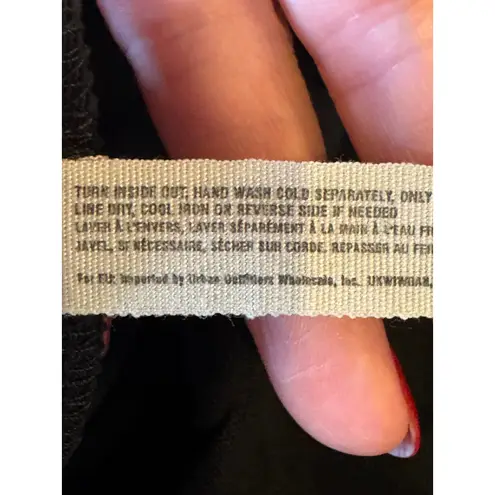 TURN INSIDE OUT, HAND WASH COLD SEPARATELY, ONLY
LINE DRY, COOL IRON ON REVERSE SIDE IF NEEDED
LAVER À L'ENVERS, LAVER SÉPARÉMENT À LA MAIN À L'EAU FR
JAVEL, SI NÉCESSAIRE, SÉCHER SUR CORDE. REPASSER AU FER
For EU: Imported by Urban Outfitters Wholesale, Inc.,